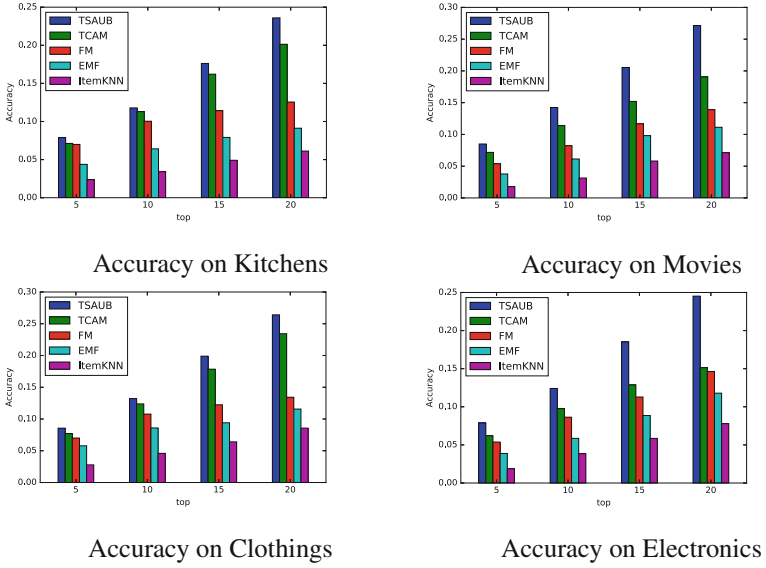 0.25
0.20
0.15
0.10
0.05
0.00
Accuracy
TSAUB
TCAM
FM
EMF
ItemKNN
5 10 15 20
top
Accuracy on Kitchens
0.30
0.25
0.20
0.15
0.10
0.05
0.00
Accuracy
TSAUB
TCAM
FM
EMF
ItemKNN
5 10 15 20
top
Accuracy on Movies
0.30
0.25
0.20
0.15
0.10
0.05
0.00
Accuracy
TSAUB
TCAM
FM
EMF
ItemKNN
5 10 15 20
top
Accuracy on Clothings
0.25
0.20
0.15
0.10
0.05
0.00
Accuracy
TSAUB
TCAM
FM
EMF
ItemKNN
5 10 15 20
top
Accuracy on Electronics